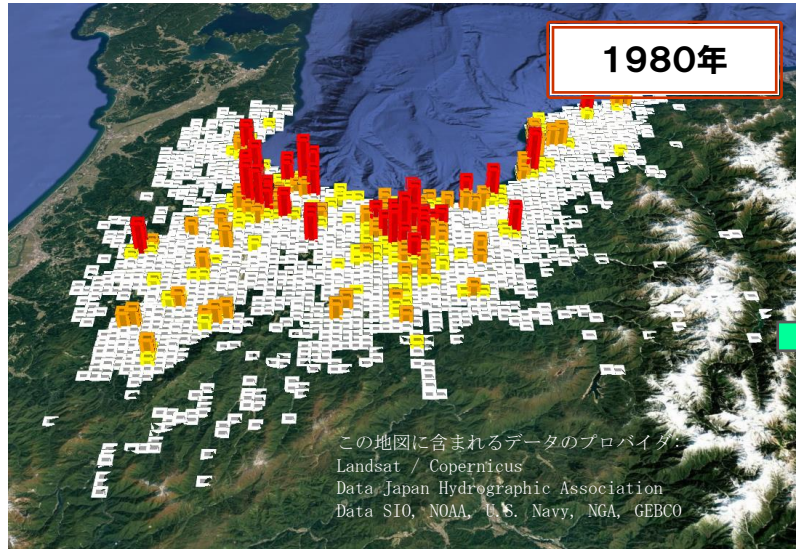 1980年
この地図に含まれるデータのプロバイダ:
Landsat / Copernicus
Data Japan Hydrographic Association
Data SIO, NOAA, U.S. Navy, NGA, GEBCO